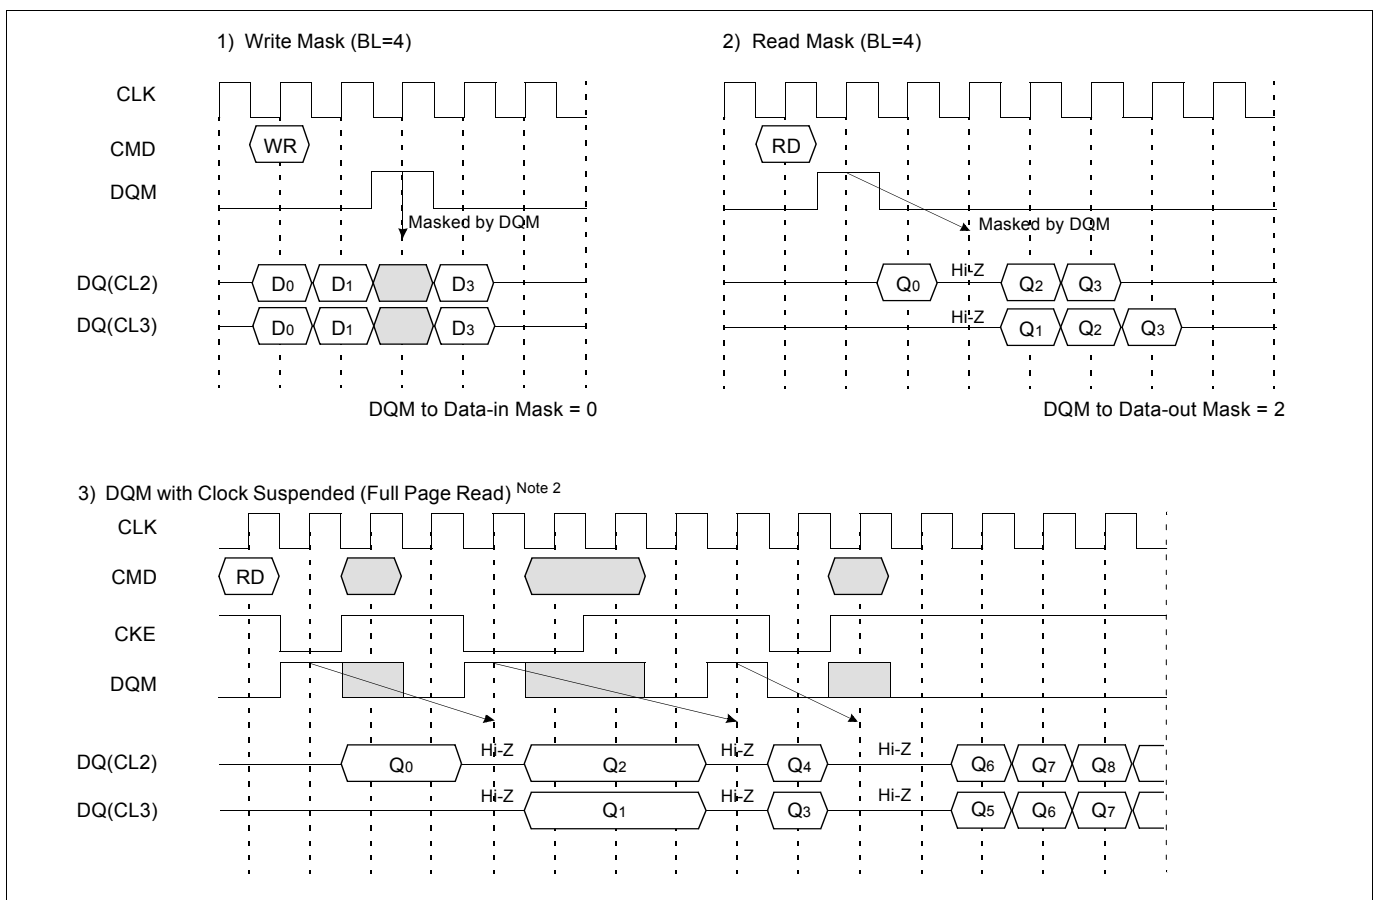 1) Write Mask (BL=4)
CLK
CMD WR
DQM
Masked by DQM
DQ(CL2) D0 D1 D3
DQ(CL3) D0 D1 D3
DQM to Data-in Mask = 0
2) Read Mask (BL=4)
RD
Masked by DQM
Q0 Hi-Z Q2 Q3
Hi-Z Q1 Q2 Q3
DQM to Data-out Mask = 2
3) DQM with Clock Suspended (Full Page Read) Note 2
CLK
CMD RD
CKE
DQM
DQ(CL2) Q0 Hi-Z Q2 Hi-Z Q4 Hi-Z Q6 Q7 Q8
DQ(CL3) Hi-Z Q1 Hi-Z Q3 Hi-Z Q5 Q6 Q7